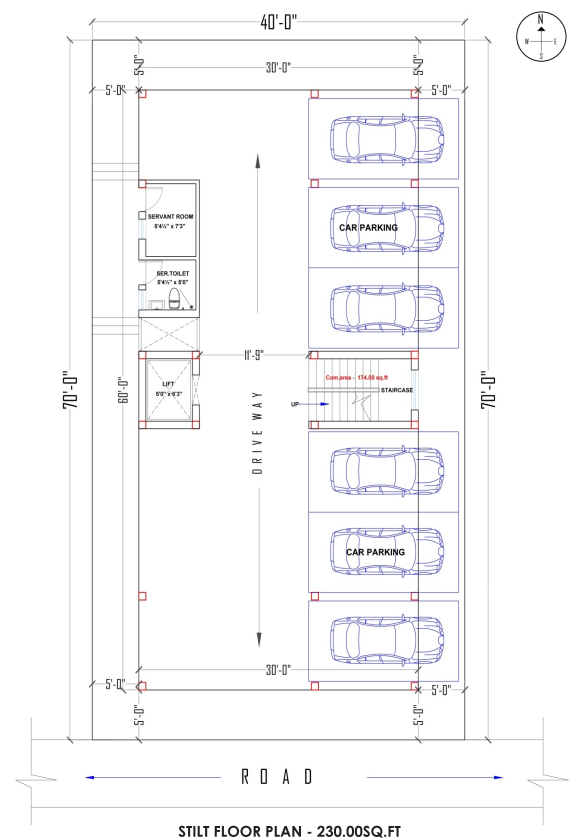 40'-0"
N
W E
S
5'-0" 30'-0" 5'-0"
5'-0" 5'-0"
SERVANT ROOM
5'4½" x 7'3"
CAR PARKING
SER.TOILET
5'4½" x 5'0"
11'-9"
70'-0" 60'-0" 70'-0"
LIFT
5'0" x 6'3"
Com.area - 174.00 sq.ft
STAIRCASE
UP
DRIVE WAY
CAR PARKING
30'-0"
5'-0" 5'-0"
5'-0" 5'-0"
ROAD
STILT FLOOR PLAN - 230.00SQ.FT